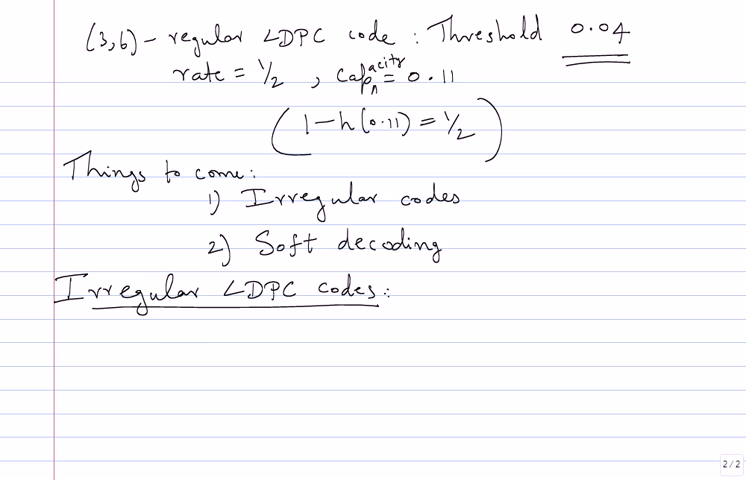 (3,6) - regular LDPC code : Threshold 0.04
rate = 1/2 , capacity = 0.11
(1 - h(0.11) = 1/2)
Things to come:
1) Irregular codes
2) Soft decoding
Irregular LDPC codes:
2 / 2